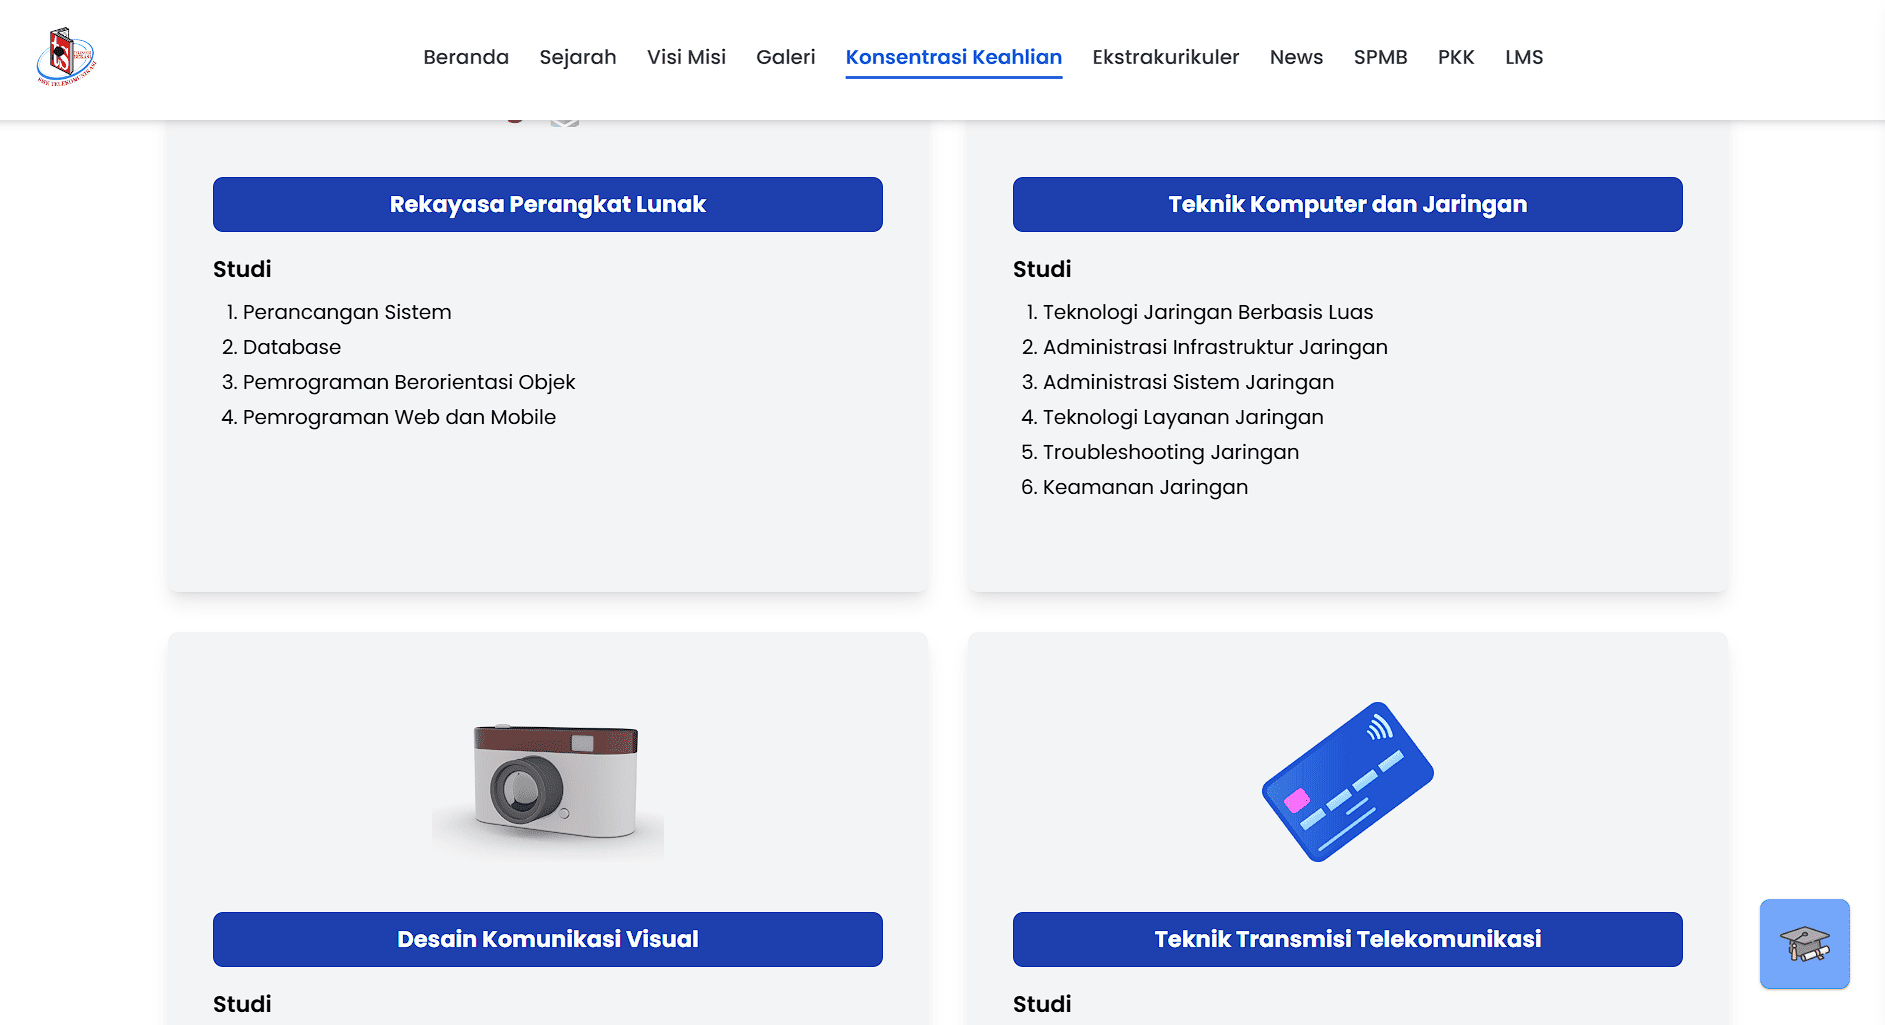 Beranda Sejarah Visi Misi Galeri Konsentrasi Keahlian Ekstrakurikuler News SPMB PKK LMS
Rekayasa Perangkat Lunak
Studi
1. Perancangan Sistem
2. Database
3. Pemrograman Berorientasi Objek
4. Pemrograman Web dan Mobile
Teknik Komputer dan Jaringan
Studi
1. Teknologi Jaringan Berbasis Luas
2. Administrasi Infrastruktur Jaringan
3. Administrasi Sistem Jaringan
4. Teknologi Layanan Jaringan
5. Troubleshooting Jaringan
6. Keamanan Jaringan
Desain Komunikasi Visual
Studi
Teknik Transmisi Telekomunikasi
Studi